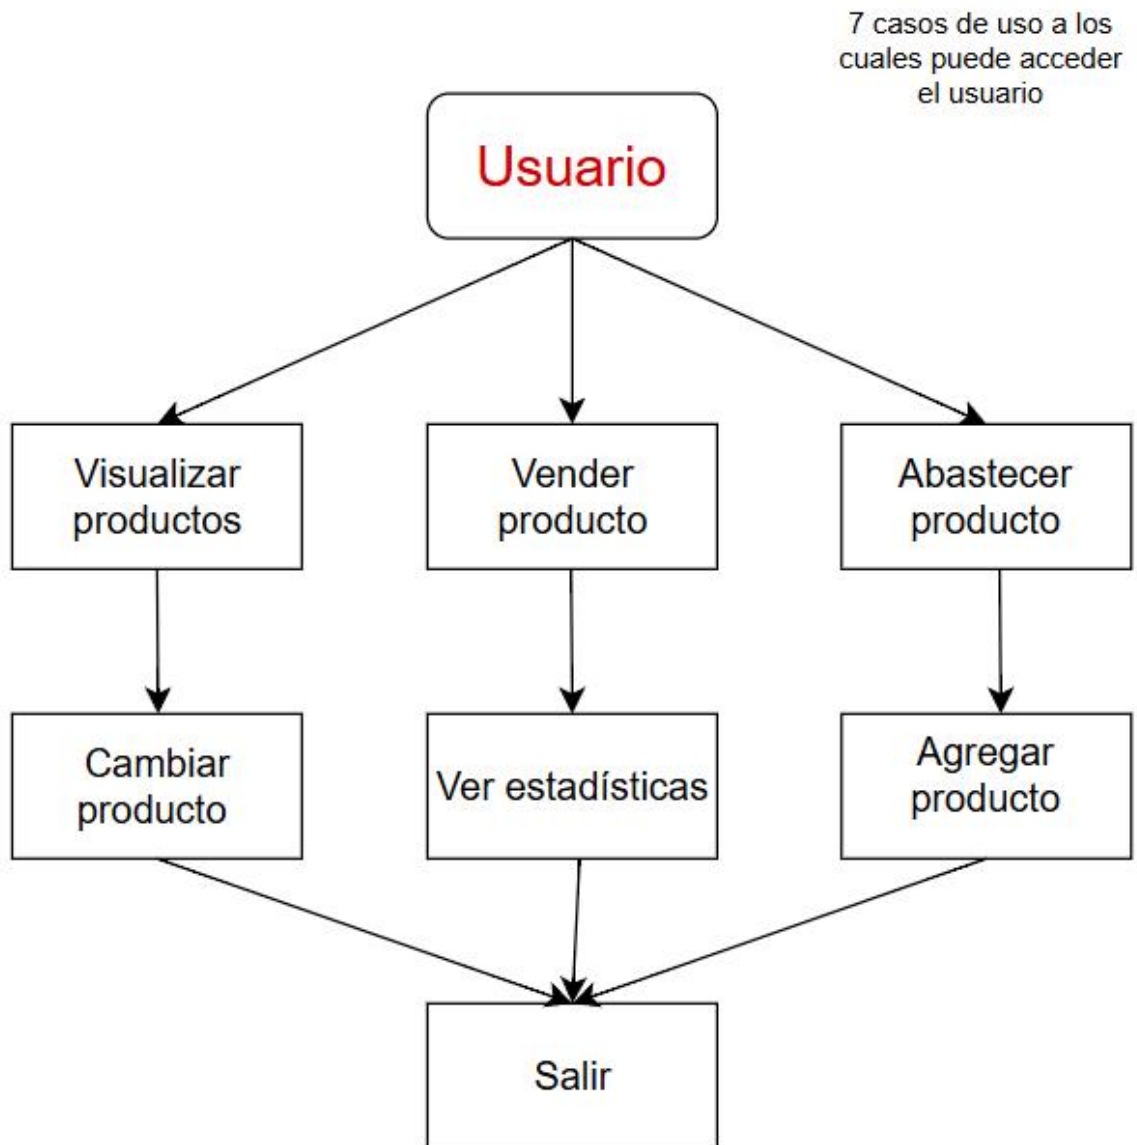 7 casos de uso a los
cuales puede acceder
el usuario
Usuario
Visualizar
productos
Vender
producto
Abastecer
producto
Cambiar
producto
Ver estadísticas
Agregar
producto
Salir